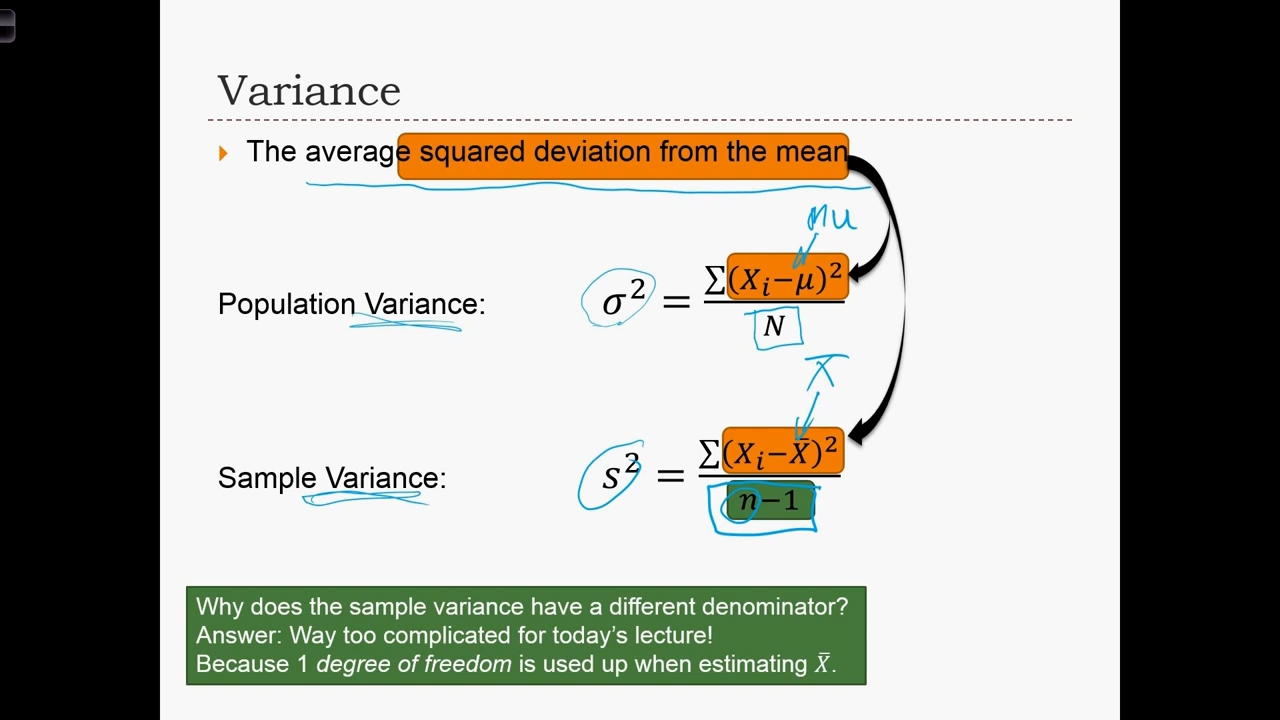 Variance
The average squared deviation from the mean
mu
Population Variance: σ² = ∑(Xᵢ−μ)² / N
X̄
Sample Variance: s² = ∑(Xᵢ−X̄)² / n−1
Why does the sample variance have a different denominator?
Answer: Way too complicated for today's lecture!
Because 1 degree of freedom is used up when estimating X̄.